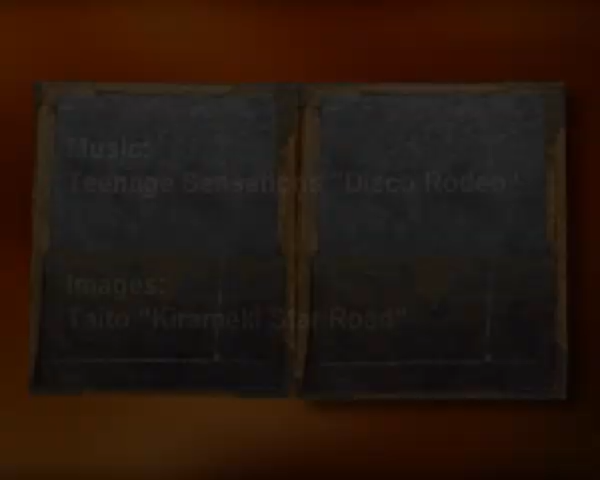 Music:
Teenage Sensations "Disco Rodeo"
Images:
Taito "Kirameki Star Road"